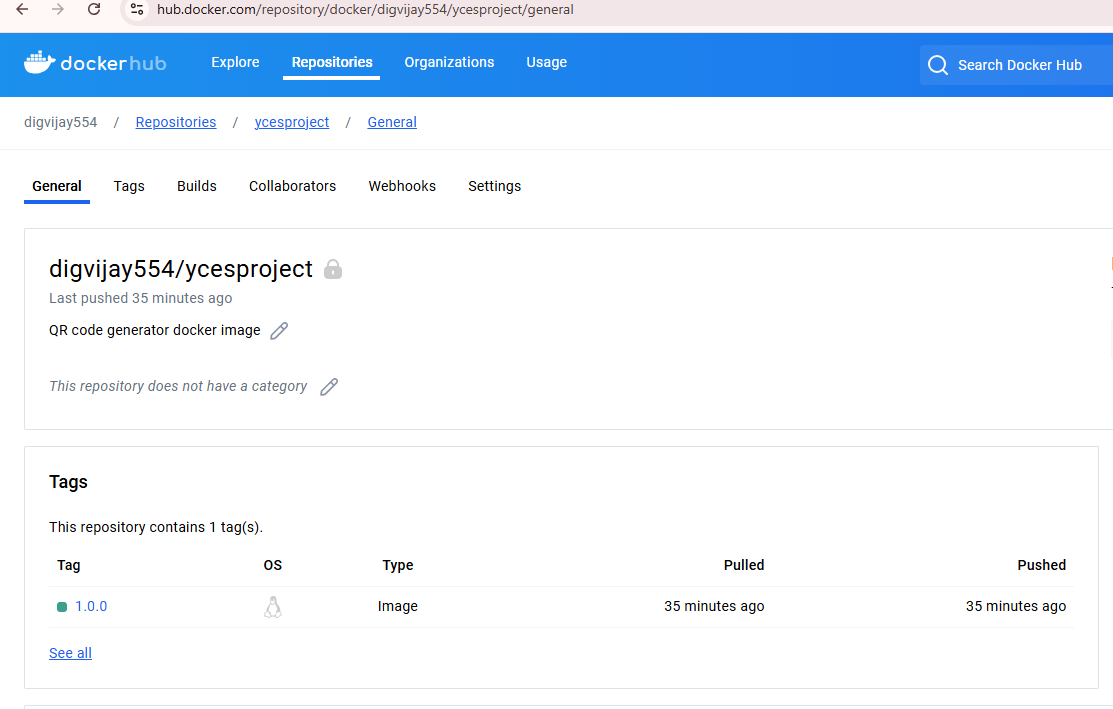 hub.docker.com/repository/docker/digvijay554/ycesproject/general
dockerhub Explore Repositories Organizations Usage Search Docker Hub
digvijay554 / Repositories / ycesproject / General
General Tags Builds Collaborators Webhooks Settings
digvijay554/ycesproject
Last pushed 35 minutes ago
QR code generator docker image
This repository does not have a category
Tags
This repository contains 1 tag(s).
Tag OS Type Pulled Pushed
1.0.0 Image 35 minutes ago 35 minutes ago
See all